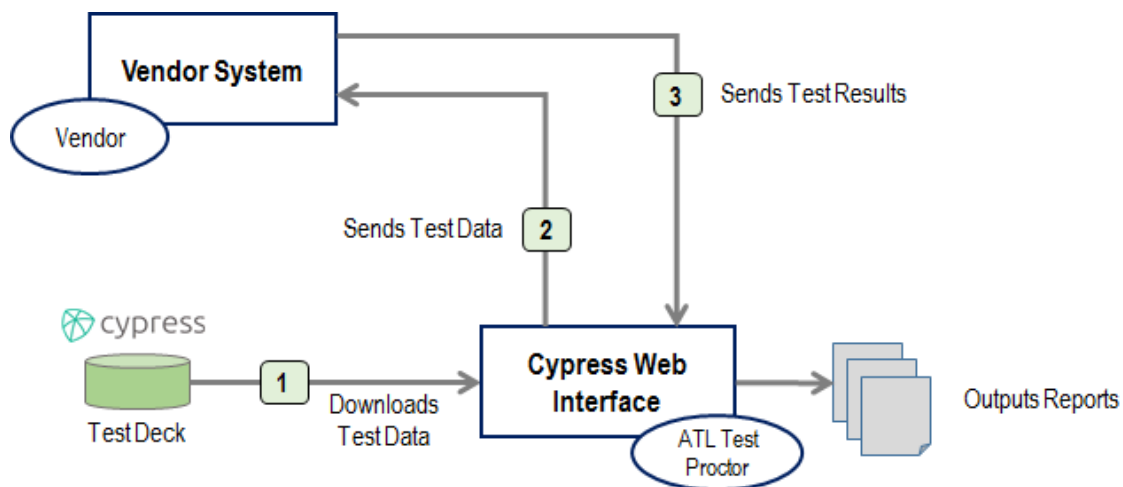 Vendor System
Vendor
3
Sends Test Results
Sends Test Data
2
cypress
Test Deck
1
Downloads
Test Data
Cypress Web
Interface
ATL Test
Proctor
Outputs Reports